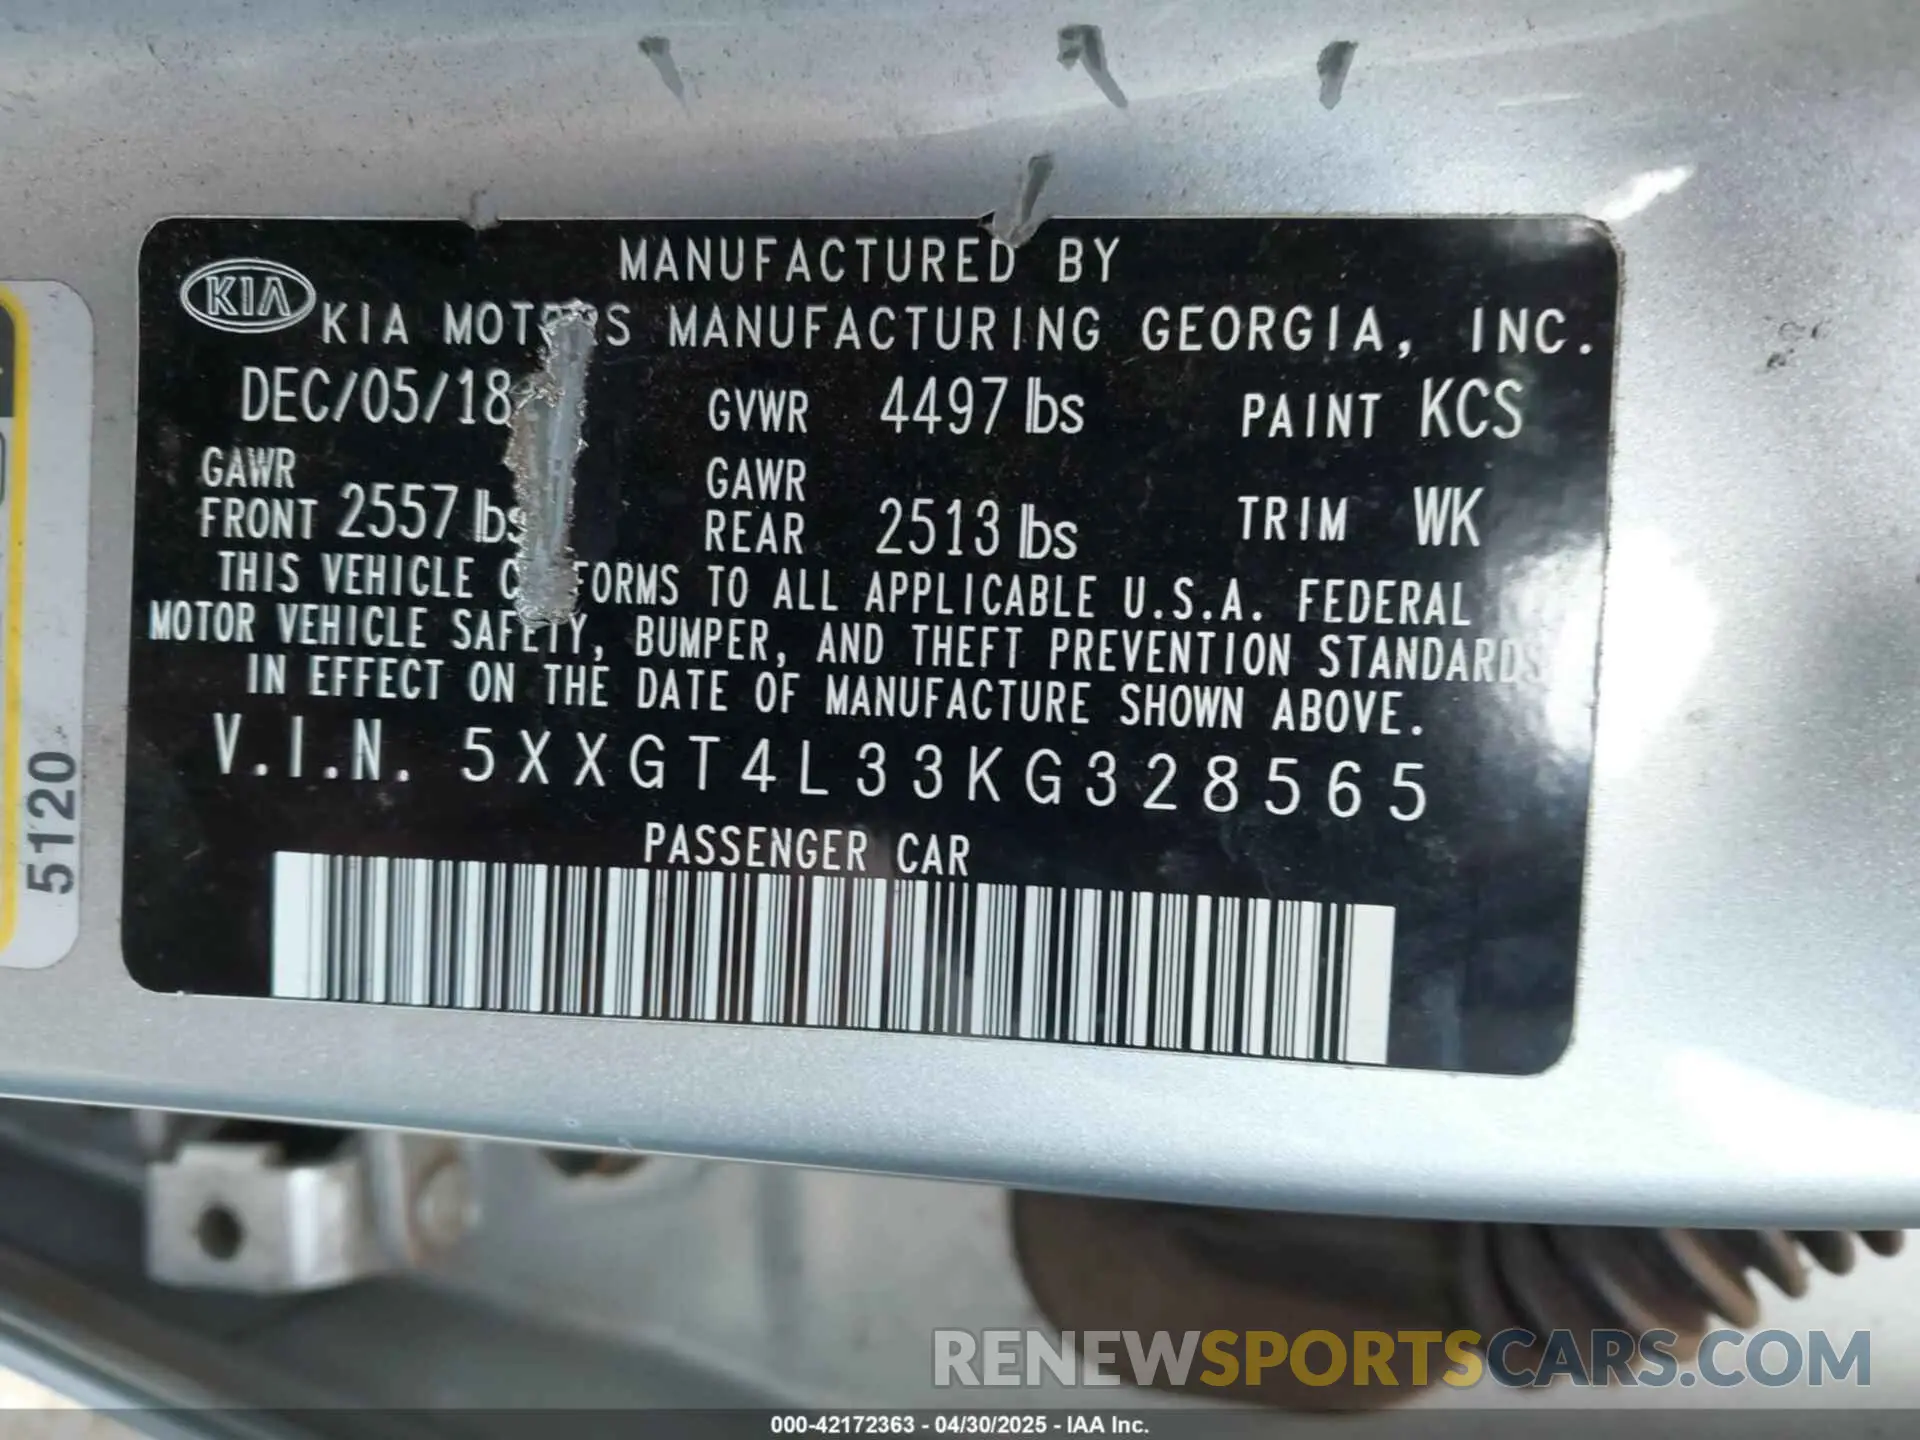 MANUFACTURED BY
KIA KIA MOTORS MANUFACTURING GEORGIA, INC.
DEC/05/18 GVWR 4497 lbs PAINT KCS
GAWR FRONT 2557 lbs GAWR REAR 2513 lbs TRIM WK
THIS VEHICLE CONFORMS TO ALL APPLICABLE U.S.A. FEDERAL
MOTOR VEHICLE SAFETY, BUMPER, AND THEFT PREVENTION STANDARDS
IN EFFECT ON THE DATE OF MANUFACTURE SHOWN ABOVE.
V.I.N. 5XXGT4L33KG328565
PASSENGER CAR
5120
RENEWSPORTSCARS.COM
000-42172363 - 04/30/2025 - IAA Inc.